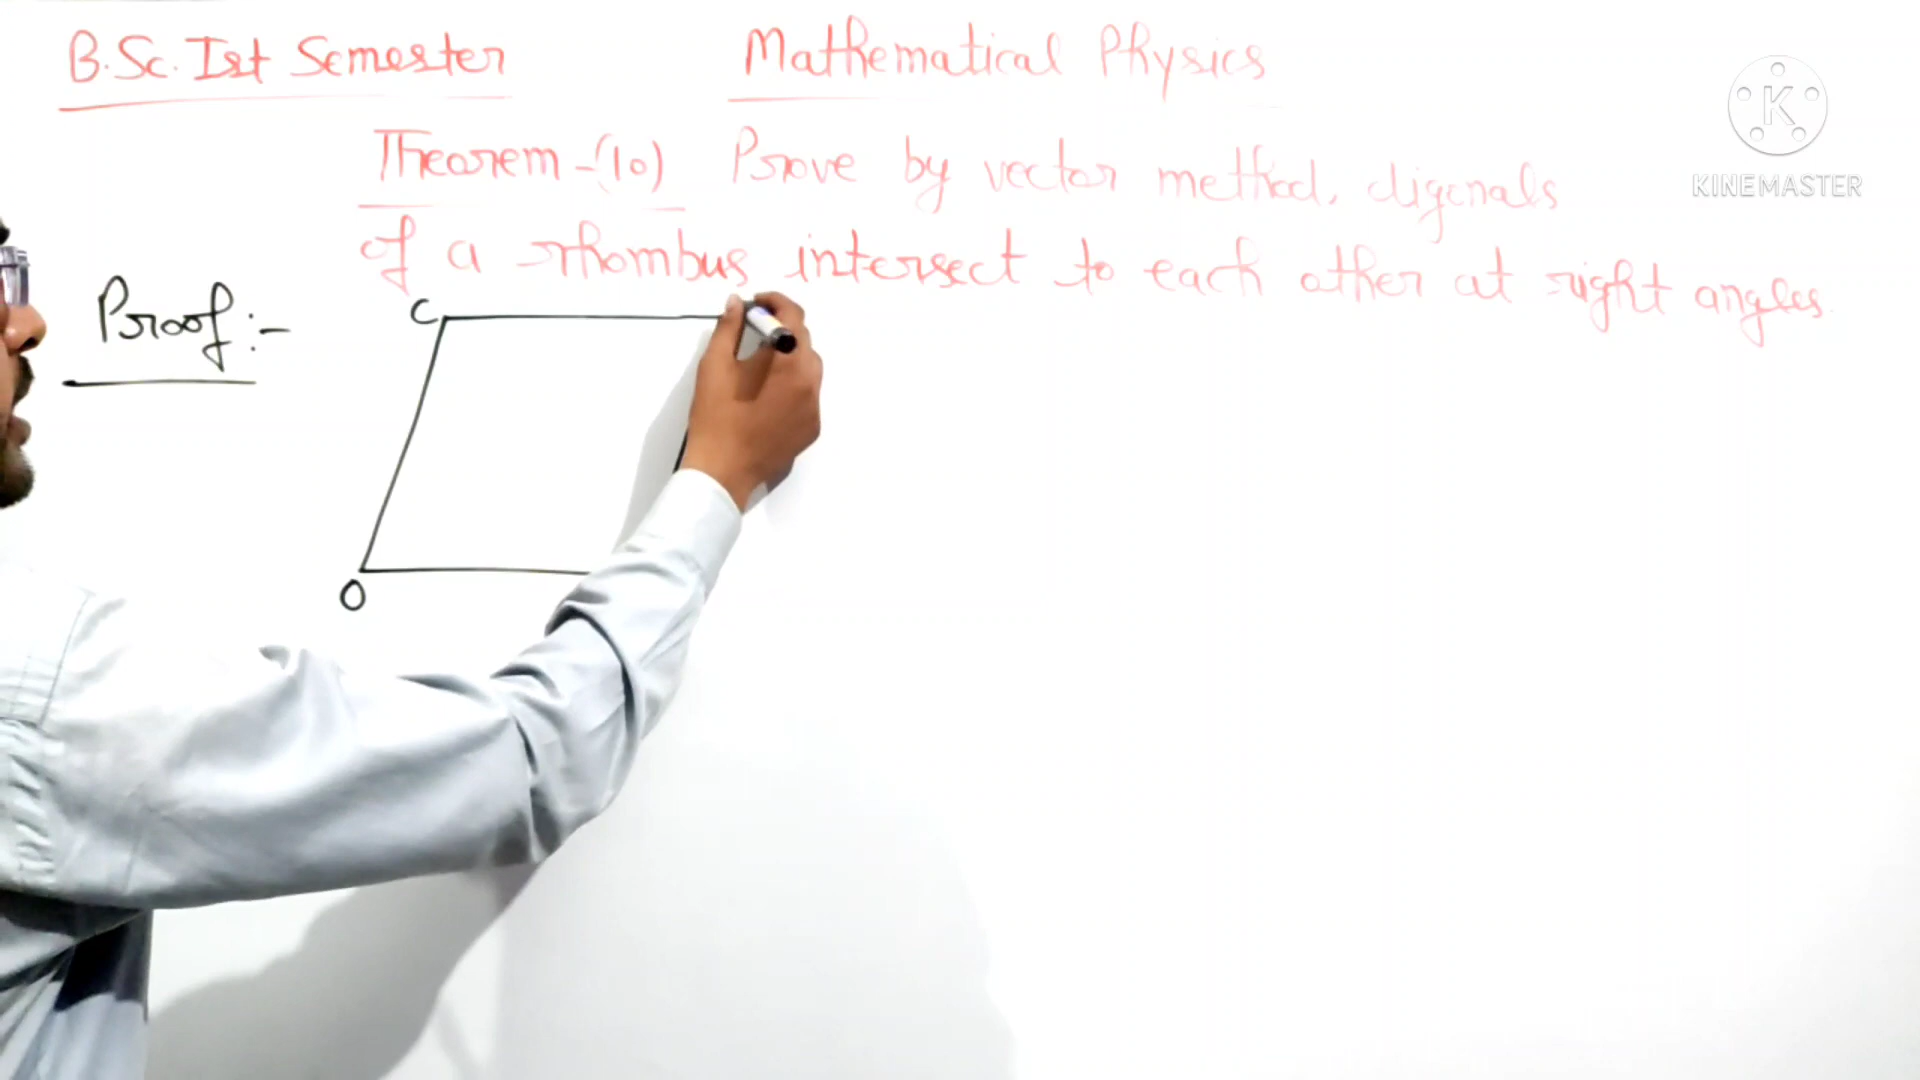 B.Sc. Ist Semester Mathematical Physics
Theorem-(10) Prove by vector method, digonals
of a rhombus intersect to each other at right angles.
Proof:-
C
O
K
KINEMASTER